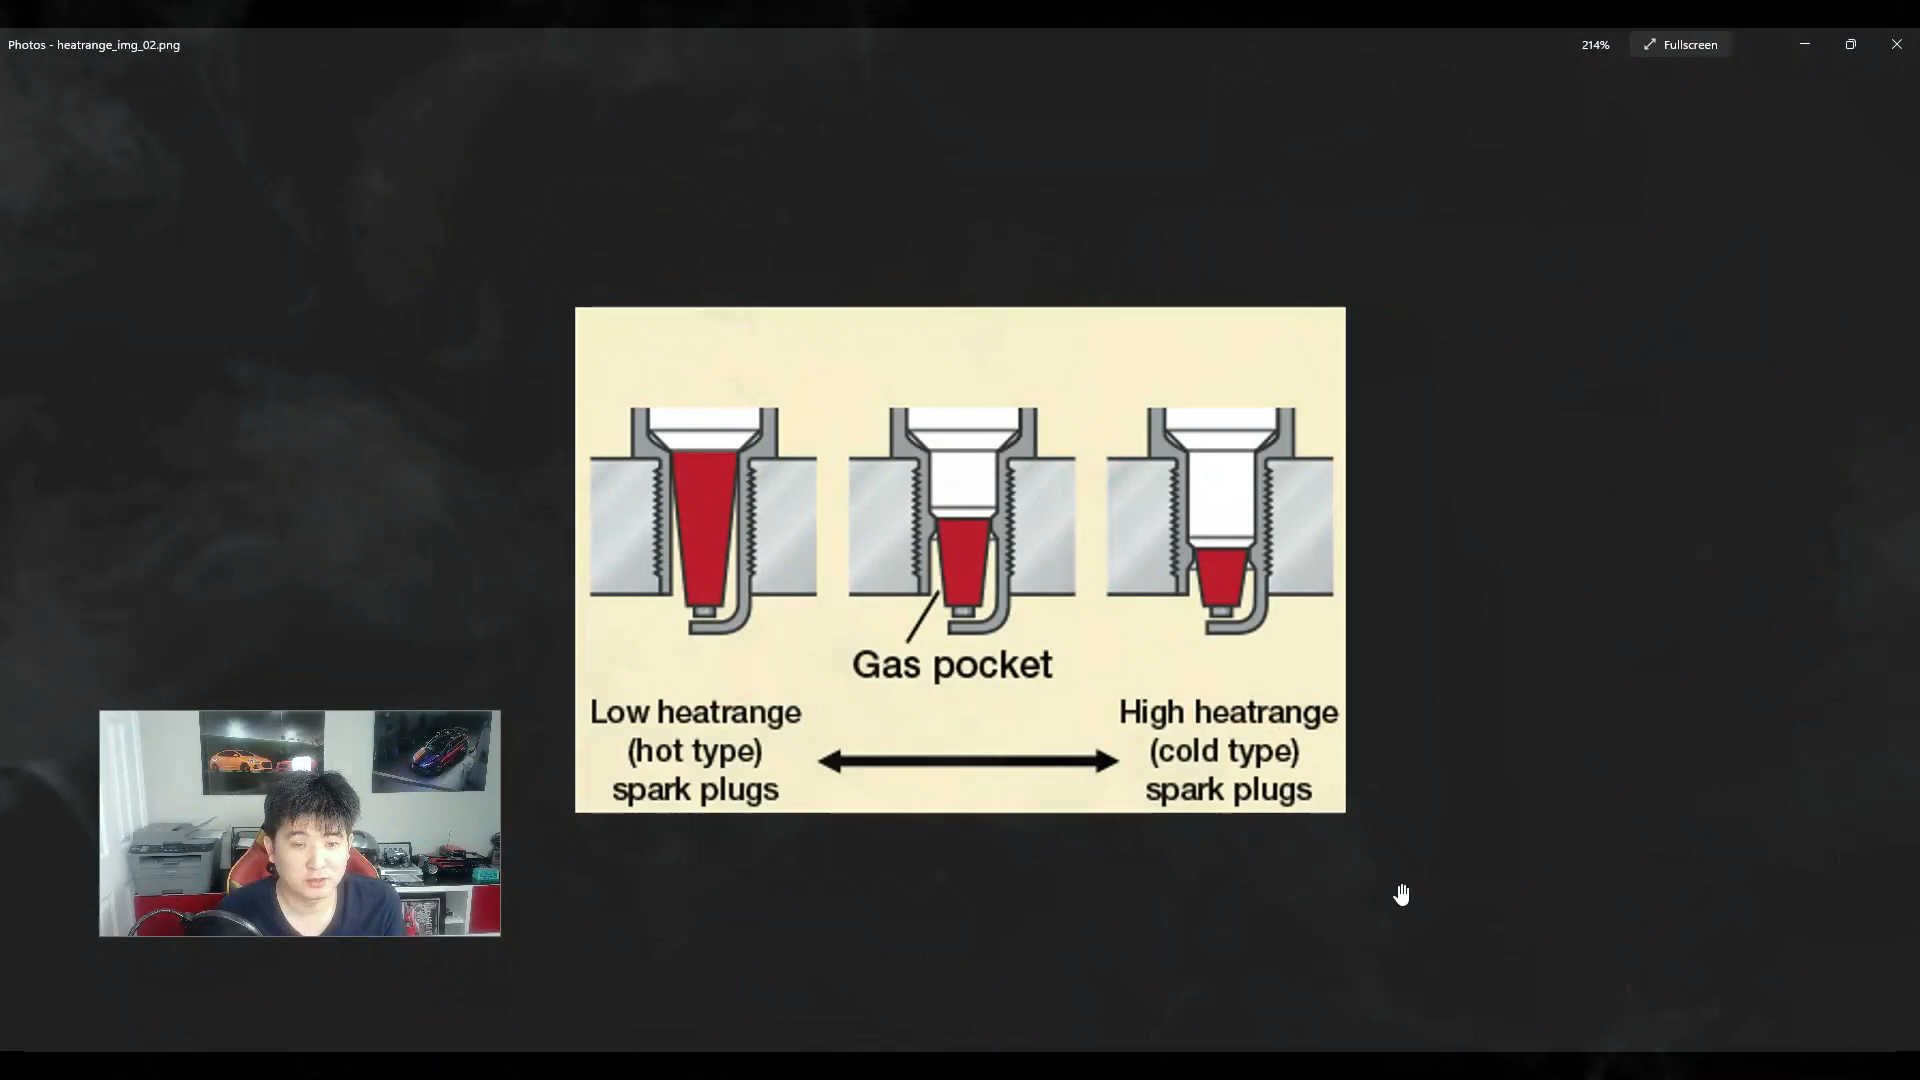 Photos - heatrange_img_02.png
214%
Fullscreen
Gas pocket
Low heatrange
(hot type)
spark plugs
High heatrange
(cold type)
spark plugs